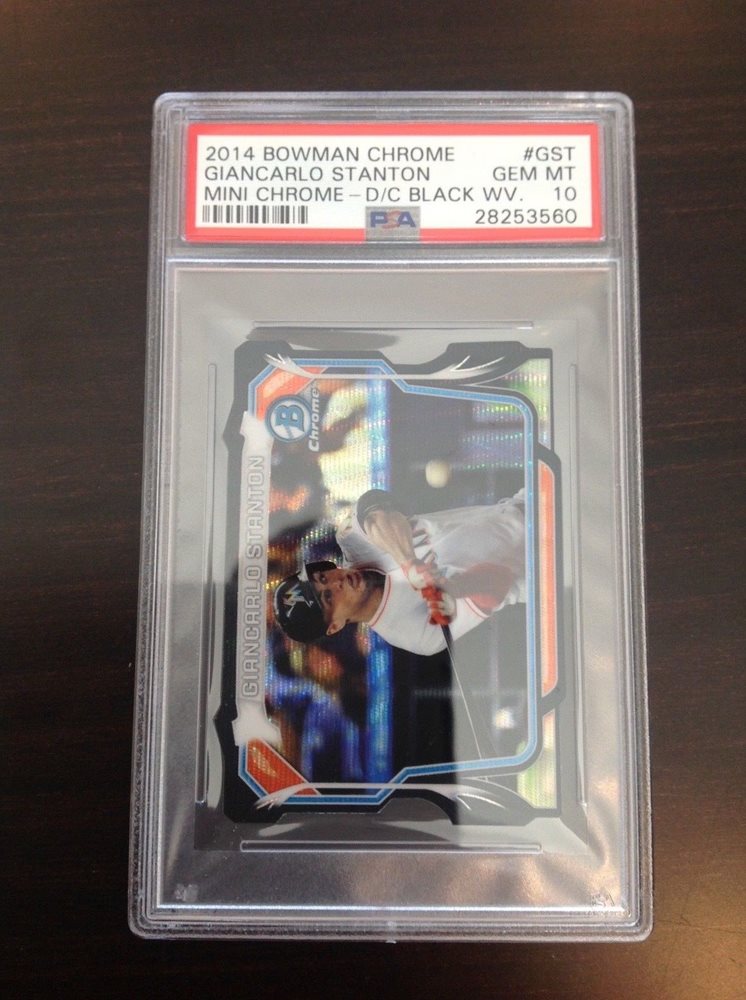 2014 BOWMAN CHROME #GST
GIANCARLO STANTON GEM MT
MINI CHROME - D/C BLACK WV. 10
PSA 28253560
B
Chrome
GIANCARLO STANTON